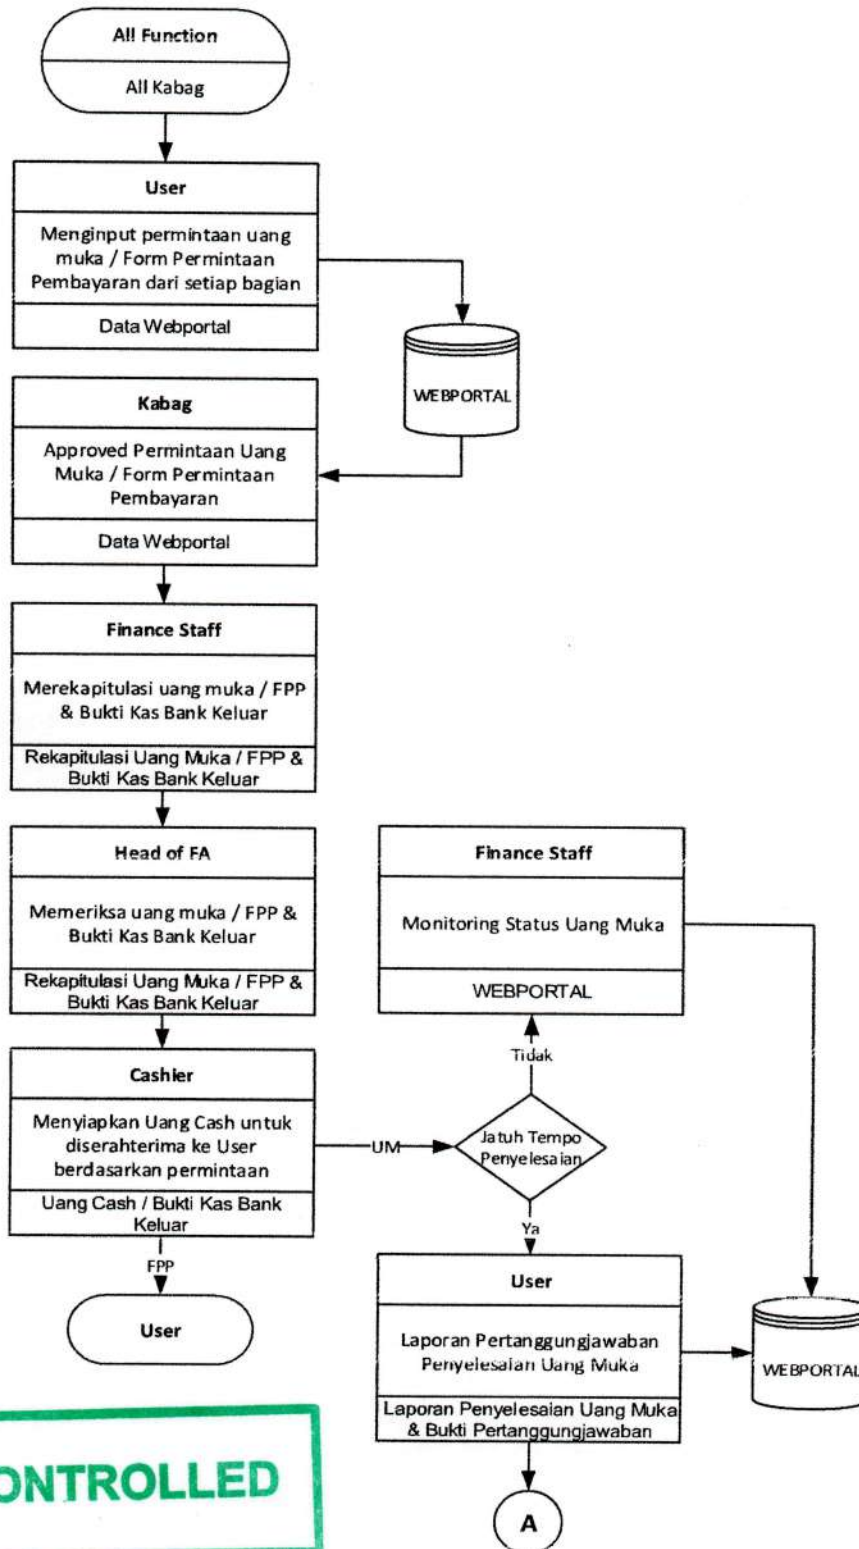 All Function
All Kabag
User
Menginput permintaan uang
muka / Form Permintaan
Pembayaran dari setiap bagian
Data Webportal
WEBPORTAL
Kabag
Approved Permintaan Uang
Muka / Form Permintaan
Pembayaran
Data Webportal
Finance Staff
Merekapitulasi uang muka / FPP
& Bukti Kas Bank Keluar
Rekapitulasi Uang Muka / FPP &
Bukti Kas Bank Keluar
Head of FA
Memeriksa uang muka / FPP &
Bukti Kas Bank Keluar
Rekapitulasi Uang Muka / FPP &
Bukti Kas Bank Keluar
Finance Staff
Monitoring Status Uang Muka
WEBPORTAL
Tidak
Cashier
Menyiapkan Uang Cash untuk
diserahterima ke User
berdasarkan permintaan
Uang Cash / Bukti Kas Bank
Keluar
UM
Jatuh Tempo
Penyelesaian
Ya
FPP
User
User
Laporan Pertanggungjawaban
Penyelesaian Uang Muka
Laporan Penyelesaian Uang Muka
& Bukti Pertanggungjawaban
WEBPORTAL
A
ONTROLLED